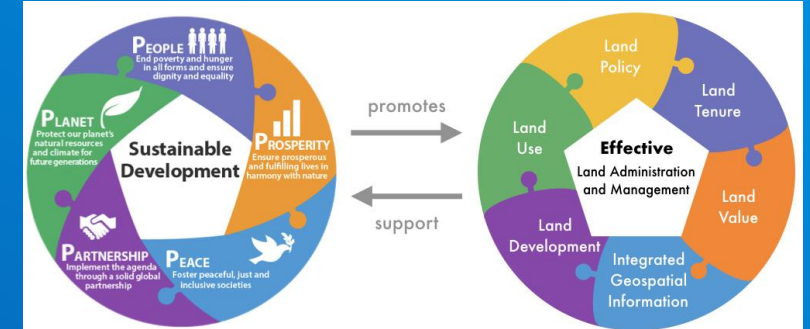 PEOPLE
End poverty and hunger
in all forms and ensure
dignity and equality
PLANET
Protect our planet's
natural resources
and climate for
future generations
PROSPERITY
Ensure prosperous
and fulfilling lives in
harmony with nature
Sustainable
Development
PARTNERSHIP
Implement the agenda
through a solid global
partnership
PEACE
Foster peaceful, just and
inclusive societies
promotes
support
Land
Policy
Land
Tenure
Land
Use
Effective
Land Administration
and Management
Land
Value
Land
Development
Integrated
Geospatial
Information